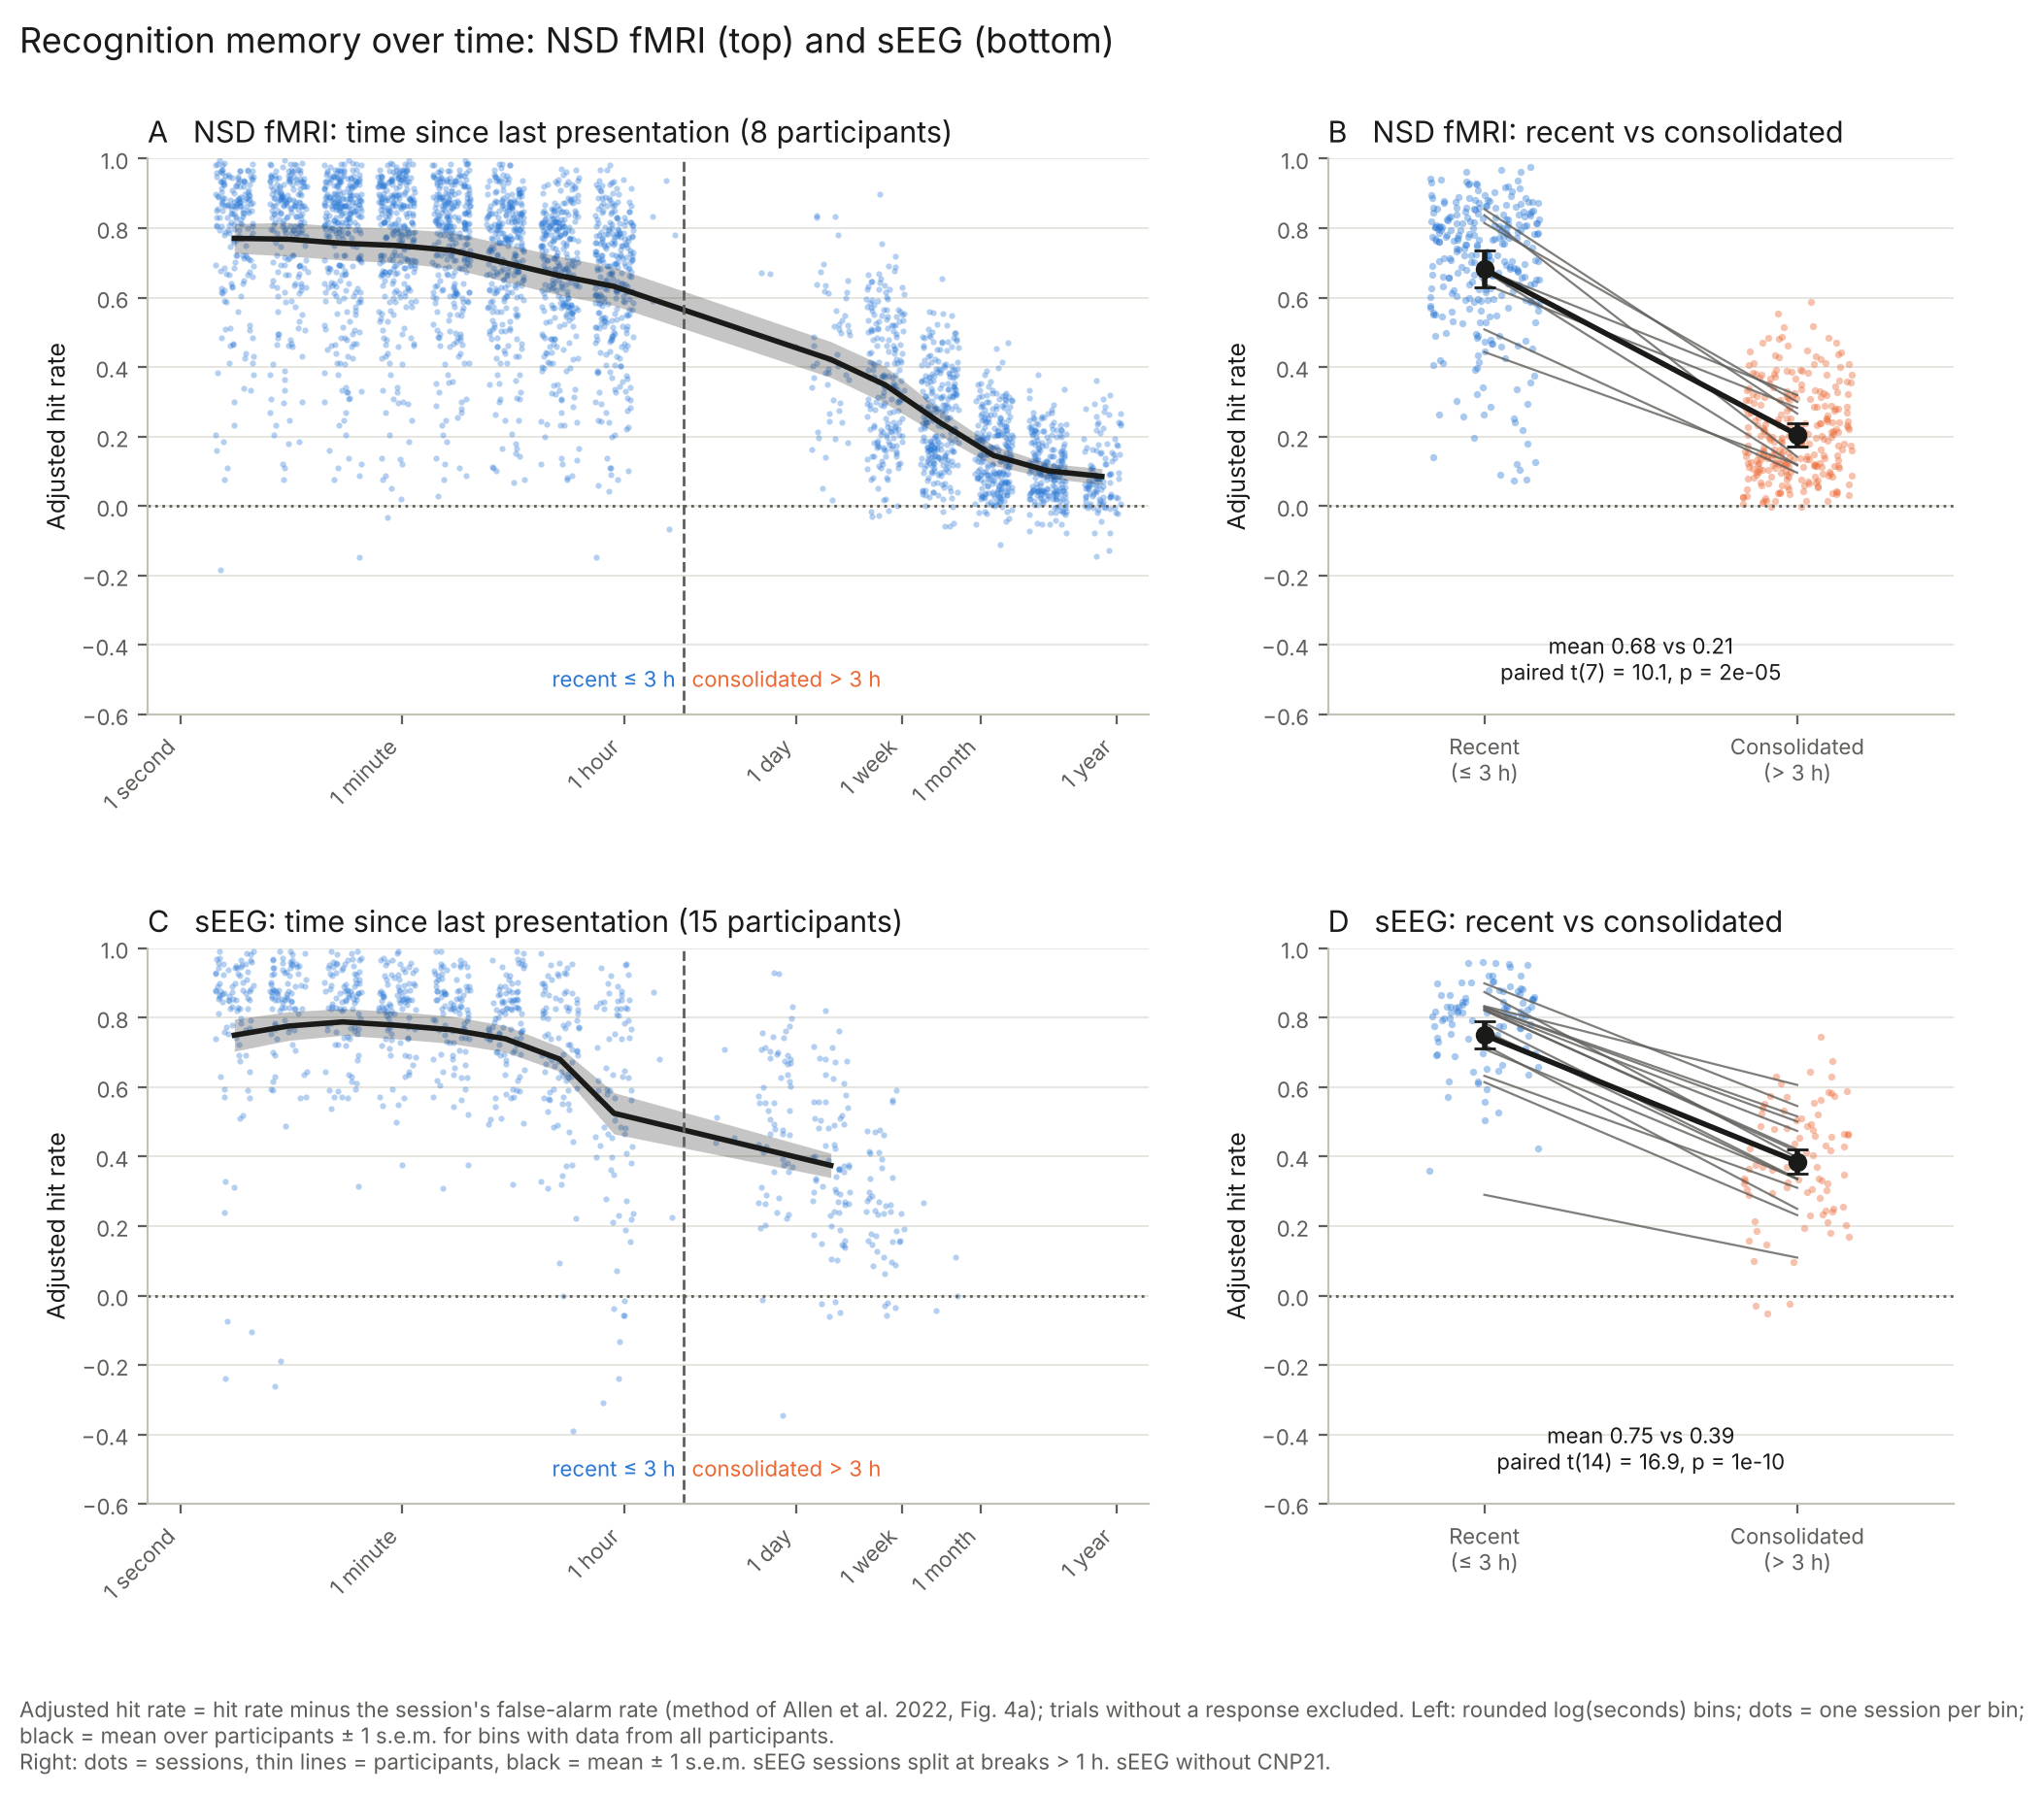 Recognition memory over time: NSD fMRI (top) and sEEG (bottom)
A NSD fMRI: time since last presentation (8 participants)
Adjusted hit rate
1.0
0.8
0.6
0.4
0.2
0.0
−0.2
−0.4
−0.6
recent ≤ 3 h
consolidated > 3 h
1 second
1 minute
1 hour
1 day
1 week
1 month
1 year
B NSD fMRI: recent vs consolidated
Adjusted hit rate
1.0
0.8
0.6
0.4
0.2
0.0
−0.2
−0.4
−0.6
mean 0.68 vs 0.21
paired t(7) = 10.1, p = 2e-05
Recent
(≤ 3 h)
Consolidated
(> 3 h)
C sEEG: time since last presentation (15 participants)
Adjusted hit rate
1.0
0.8
0.6
0.4
0.2
0.0
−0.2
−0.4
−0.6
recent ≤ 3 h
consolidated > 3 h
1 second
1 minute
1 hour
1 day
1 week
1 month
1 year
D sEEG: recent vs consolidated
Adjusted hit rate
1.0
0.8
0.6
0.4
0.2
0.0
−0.2
−0.4
−0.6
mean 0.75 vs 0.39
paired t(14) = 16.9, p = 1e-10
Recent
(≤ 3 h)
Consolidated
(> 3 h)
Adjusted hit rate = hit rate minus the session's false-alarm rate (method of Allen et al. 2022, Fig. 4a); trials without a response excluded. Left: rounded log(seconds) bins; dots = one session per bin;
black = mean over participants ± 1 s.e.m. for bins with data from all participants.
Right: dots = sessions, thin lines = participants, black = mean ± 1 s.e.m. sEEG sessions split at breaks > 1 h. sEEG without CNP21.